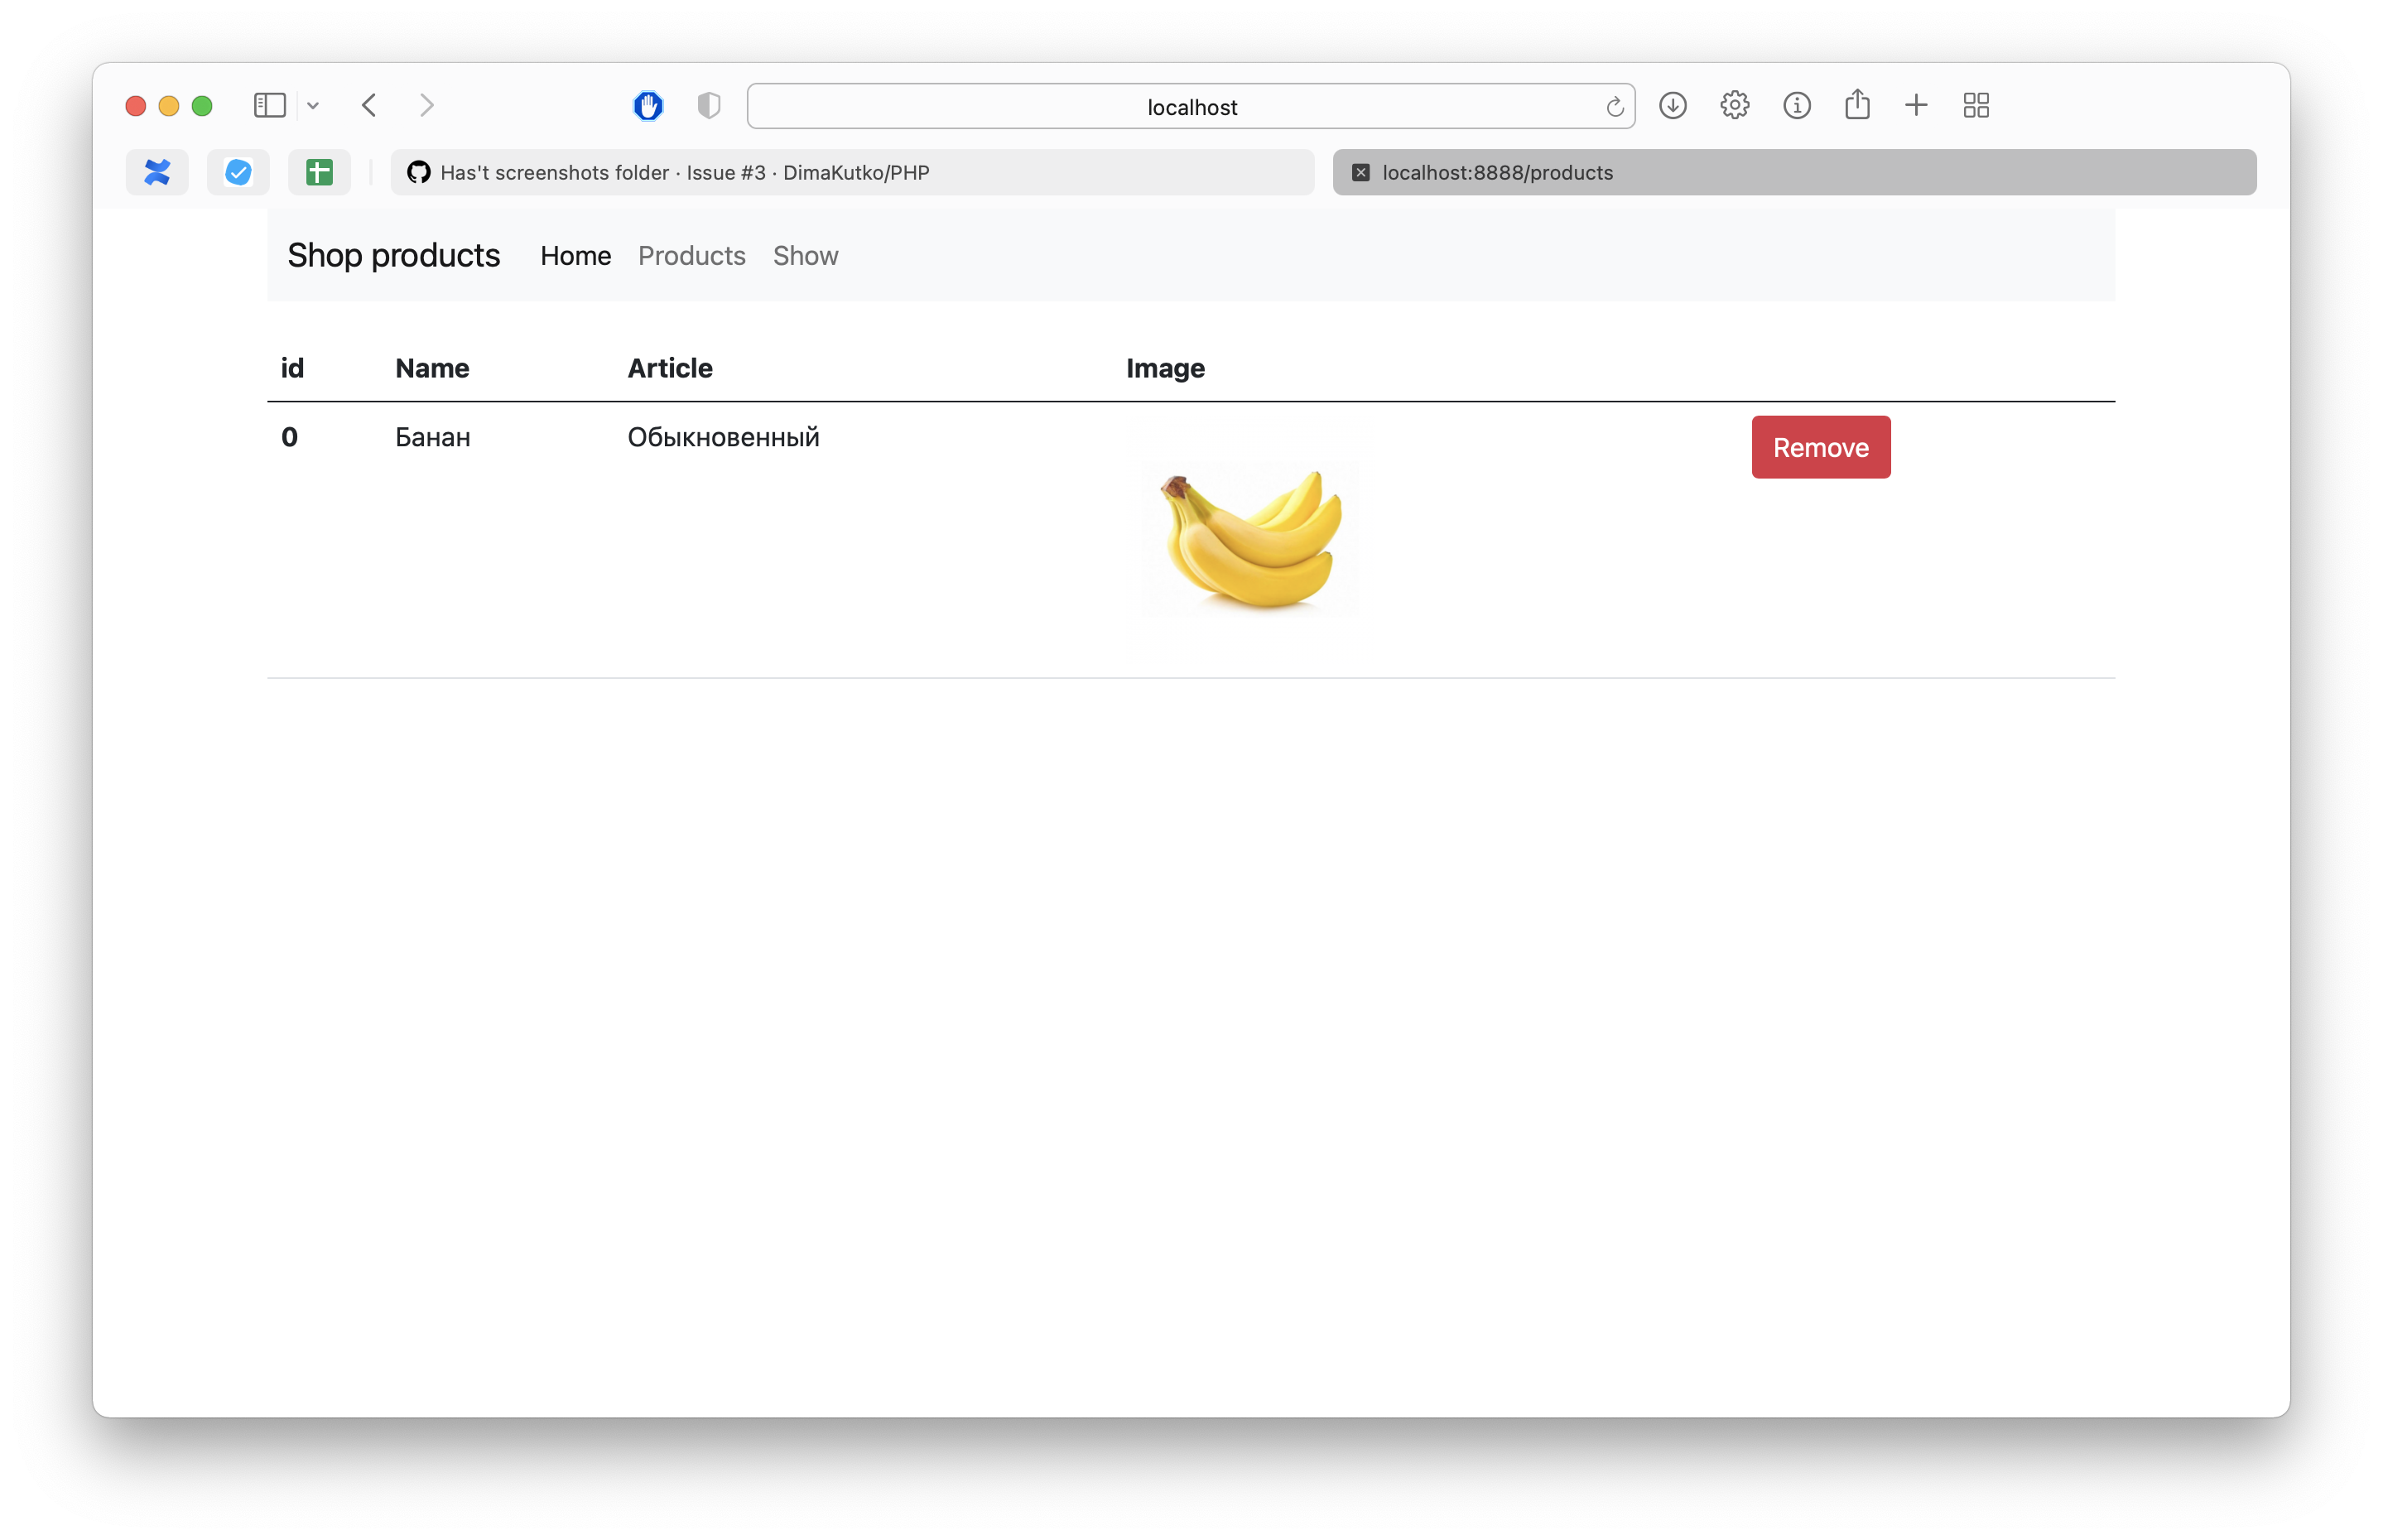 localhost
Has't screenshots folder · Issue #3 · DimaKutko/PHP
localhost:8888/products
Shop products Home Products Show
id Name Article Image
0 Банан Обыкновенный Remove